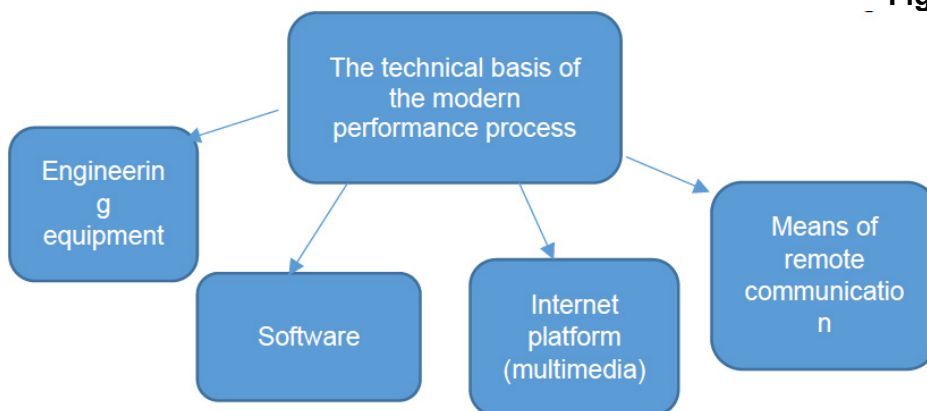 The technical basis of
the modern
performance process
Engineerin
g
equipment
Software
Internet
platform
(multimedia)
Means of
remote
communicatio
n